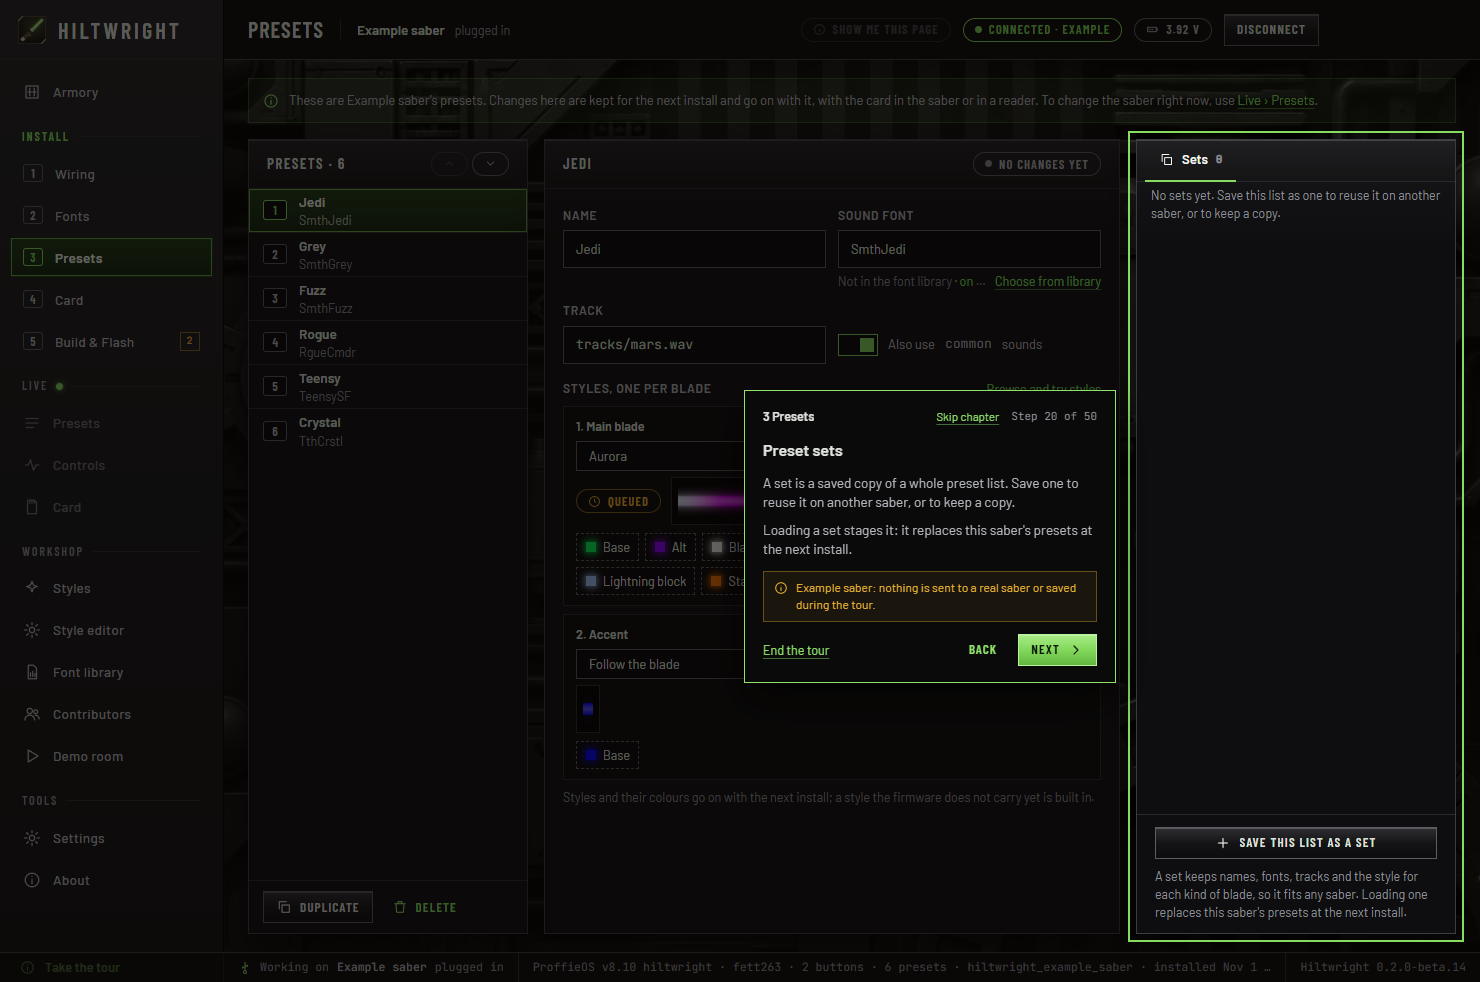 HILTWRIGHT
Armory
INSTALL
1 Wiring
2 Fonts
3 Presets
4 Card
5 Build & Flash 2
LIVE
Presets
Controls
Card
WORKSHOP
Styles
Style editor
Font library
Contributors
Demo room
TOOLS
Settings
About
Take the tour
PRESETS
Example saber plugged in
SHOW ME THIS PAGE
CONNECTED · EXAMPLE
3.92 V
DISCONNECT
These are Example saber's presets. Changes here are kept for the next install and go on with it, with the card in the saber or in a reader. To change the saber right now, use Live › Presets.
PRESETS · 6
1 Jedi
SmthJedi
2 Grey
SmthGrey
3 Fuzz
SmthFuzz
4 Rogue
RgueCmdr
5 Teensy
TeensySF
6 Crystal
TthCrstl
DUPLICATE
DELETE
JEDI
NO CHANGES YET
NAME
SOUND FONT
Jedi
SmthJedi
Not in the font library · on … Choose from library
TRACK
tracks/mars.wav
Also use common sounds
STYLES, ONE PER BLADE
Browse and try styles
1. Main blade
Aurora
QUEUED
Base Alt Bla
Lightning block Sta
2. Accent
Follow the blade
Base
Styles and their colours go on with the next install; a style the firmware does not carry yet is built in.
3 Presets
Skip chapter
Step 20 of 50
Preset sets
A set is a saved copy of a whole preset list. Save one to
reuse it on another saber, or to keep a copy.
Loading a set stages it: it replaces this saber's presets at
the next install.
Example saber: nothing is sent to a real saber or saved
during the tour.
End the tour
BACK
NEXT
Sets 0
No sets yet. Save this list as one to reuse it on another
saber, or to keep a copy.
SAVE THIS LIST AS A SET
A set keeps names, fonts, tracks and the style for
each kind of blade, so it fits any saber. Loading one
replaces this saber's presets at the next install.
Working on Example saber plugged in
ProffieOS v8.10 hiltwright · fett263 · 2 buttons · 6 presets · hiltwright_example_saber · installed Nov 1 …
Hiltwright 0.2.0-beta.14